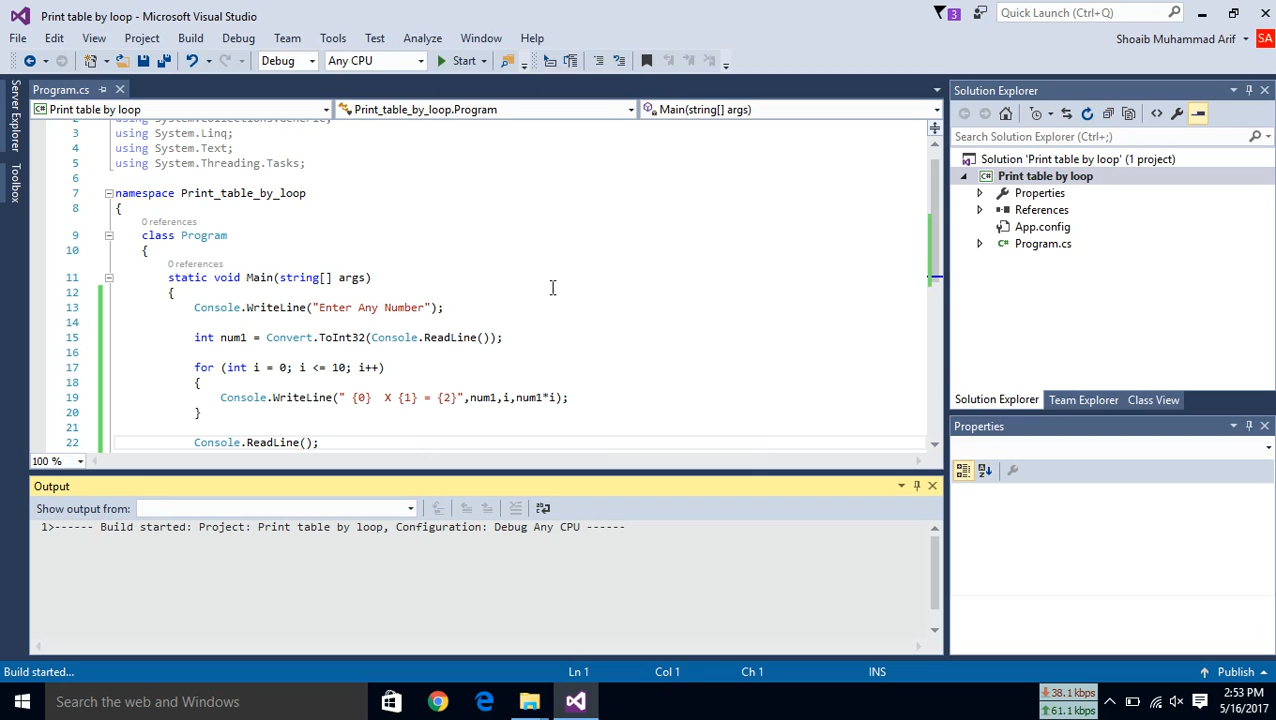 Print table by loop - Microsoft Visual Studio
3
Quick Launch (Ctrl+Q)
File Edit View Project Build Debug Team Tools Test Analyze Window Help
Shoaib Muhammad Arif SA
Debug Any CPU Start
Server Explorer
Toolbox
Program.cs
Print table by loop Print_table_by_loop.Program Main(string[] args)
using System.Collections.Generic;
3 using System.Linq;
4 using System.Text;
5 using System.Threading.Tasks;
6
7 namespace Print_table_by_loop
8 {
0 references
9 class Program
10 {
0 references
11 static void Main(string[] args)
12 {
13 Console.WriteLine("Enter Any Number");
14
15 int num1 = Convert.ToInt32(Console.ReadLine());
16
17 for (int i = 0; i <= 10; i++)
18 {
19 Console.WriteLine(" {0}  X {1} = {2}",num1,i,num1*i);
20 }
21
22 Console.ReadLine();
100 %
Output
Show output from:
1>------ Build started: Project: Print table by loop, Configuration: Debug Any CPU ------
Solution Explorer
Search Solution Explorer (Ctrl+;)
Solution 'Print table by loop' (1 project)
C# Print table by loop
Properties
References
App.config
C# Program.cs
Solution Explorer Team Explorer Class View
Properties
Build started... Ln 1 Col 1 Ch 1 INS Publish
Search the web and Windows
38.1 kbps
61.1 kbps
2:53 PM
5/16/2017